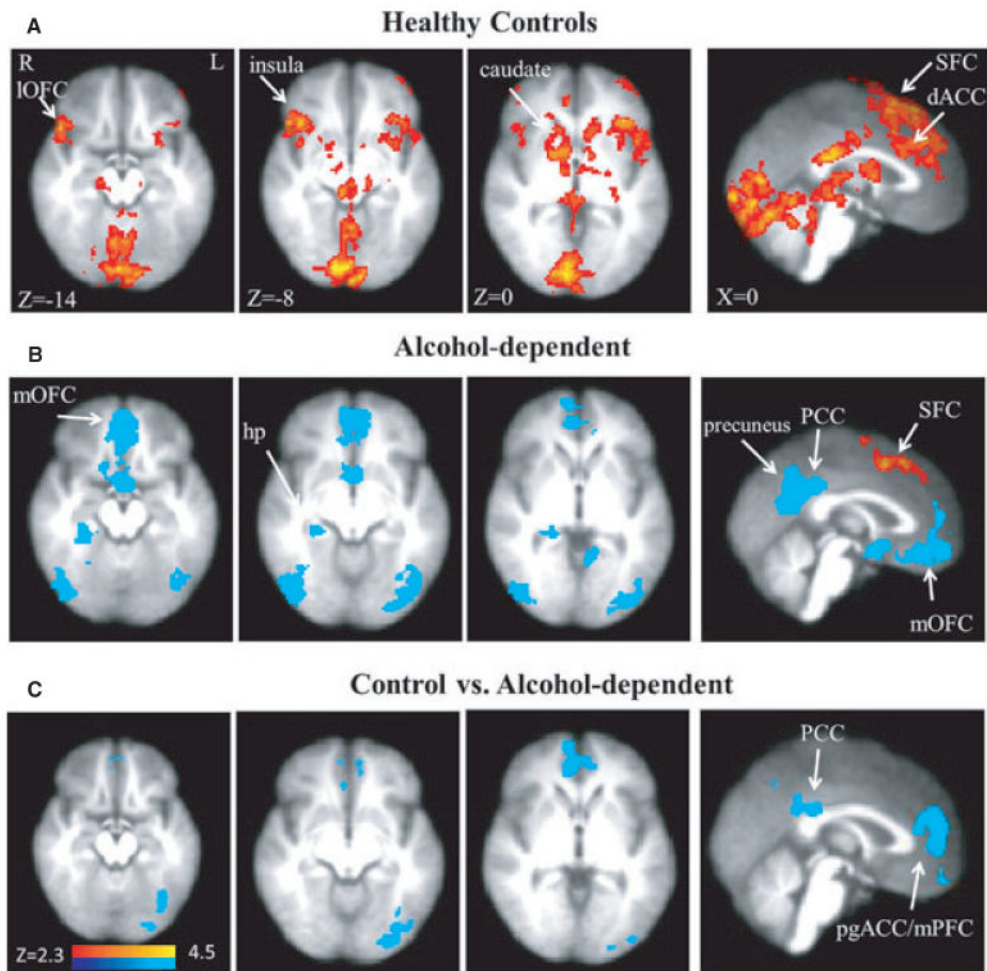 A
Healthy Controls
R
L
lOFC
Z=-14
insula
Z=-8
caudate
Z=0
SFC
dACC
X=0
B
Alcohol-dependent
mOFC
hp
precuneus
PCC
SFC
mOFC
C
Control vs. Alcohol-dependent
Z=2.3
4.5
PCC
pgACC/mPFC